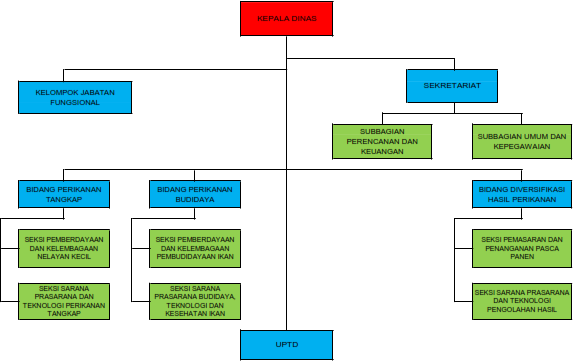 KEPALA DINAS
KELOMPOK JABATAN
FUNGSIONAL
SEKRETARIAT
SUBBAGIAN
PERENCANAN DAN
KEUANGAN
SUBBAGIAN UMUM DAN
KEPEGAWAIAN
BIDANG PERIKANAN
TANGKAP
BIDANG PERIKANAN
BUDIDAYA
BIDANG DIVERSIFIKASI
HASIL PERIKANAN
SEKSI PEMBERDAYAAN
DAN KELEMBAGAAN
NELAYAN KECIL
SEKSI PEMBERDAYAAN
DAN KELEMBAGAAN
PEMBUDIDAYAAN IKAN
SEKSI PEMASARAN DAN
PENANGANAN PASCA
PANEN
SEKSI SARANA
PRASARANA DAN
TEKNOLOGI PERIKANAN
TANGKAP
SEKSI SARANA
PRASARANA BUDIDAYA,
TEKNOLOGI DAN
KESEHATAN IKAN
SEKSI SARANA PRASARANA
DAN TEKNOLOGI
PENGOLAHAN HASIL
UPTD